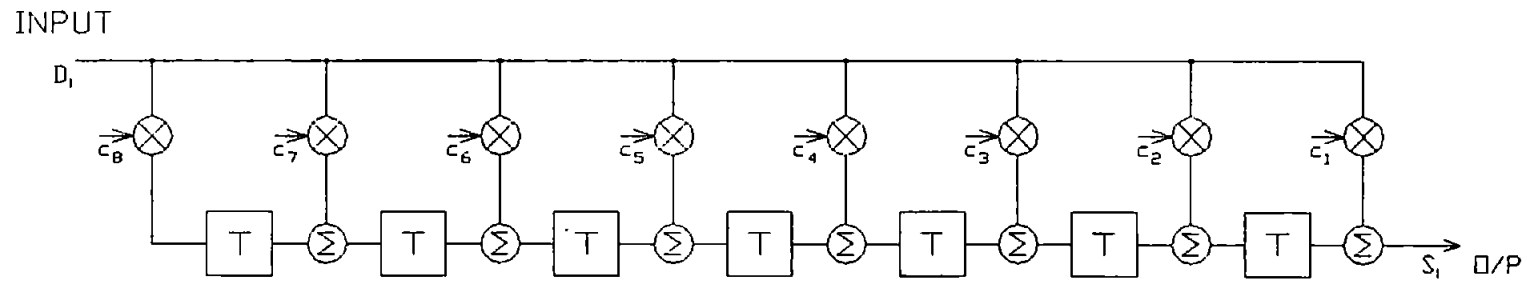 INPUT
D₁
c₈ c₇ c₆ c₅ c₄ c₃ c₂ c₁
T Σ T Σ T Σ T Σ T Σ T Σ T Σ
S₁ O/P